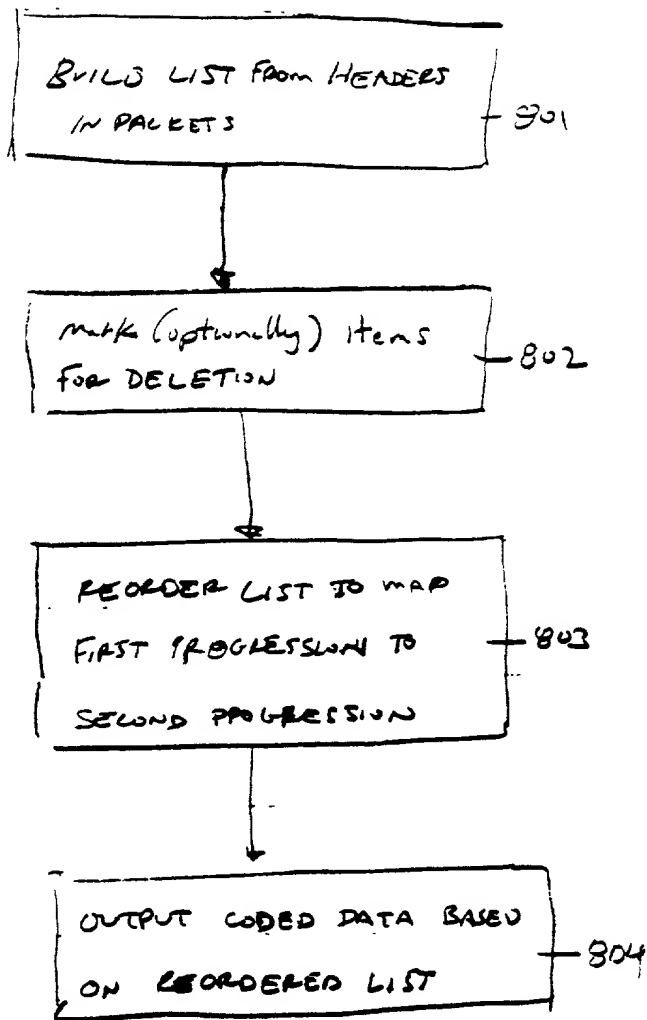 BUILD LIST FROM HEADERS
IN PACKETS
801
mark (optionally) items
FOR DELETION
802
REORDER LIST TO MAP
FIRST PROGRESSION TO
SECOND PROGRESSION
803
OUTPUT CODED DATA BASED
ON REORDERED LIST
804